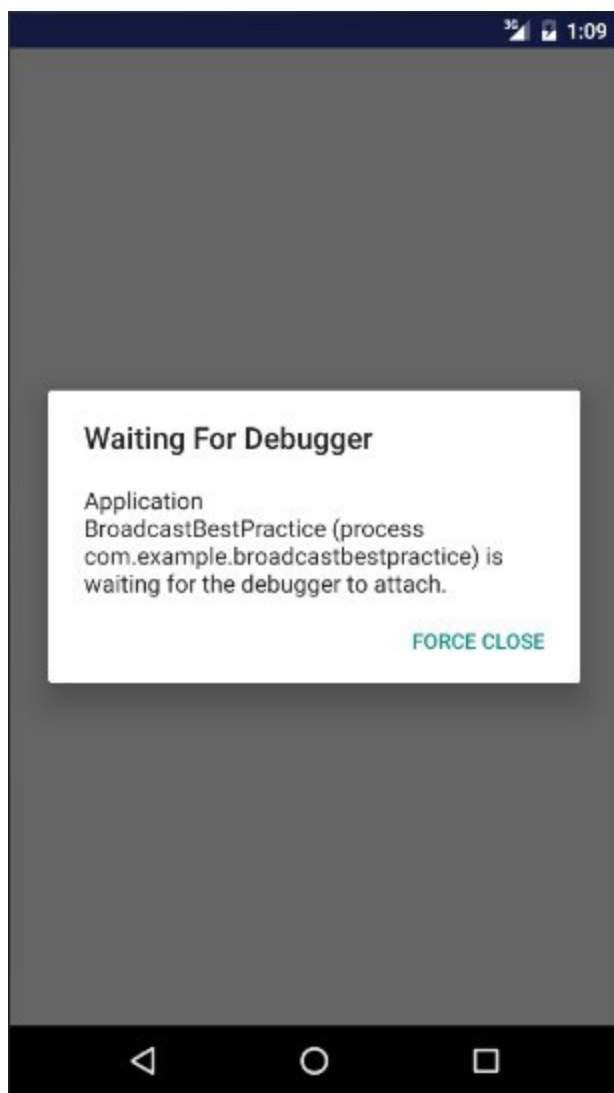 3G 1:09
Waiting For Debugger
Application
BroadcastBestPractice (process
com.example.broadcastbestpractice) is
waiting for the debugger to attach.
FORCE CLOSE